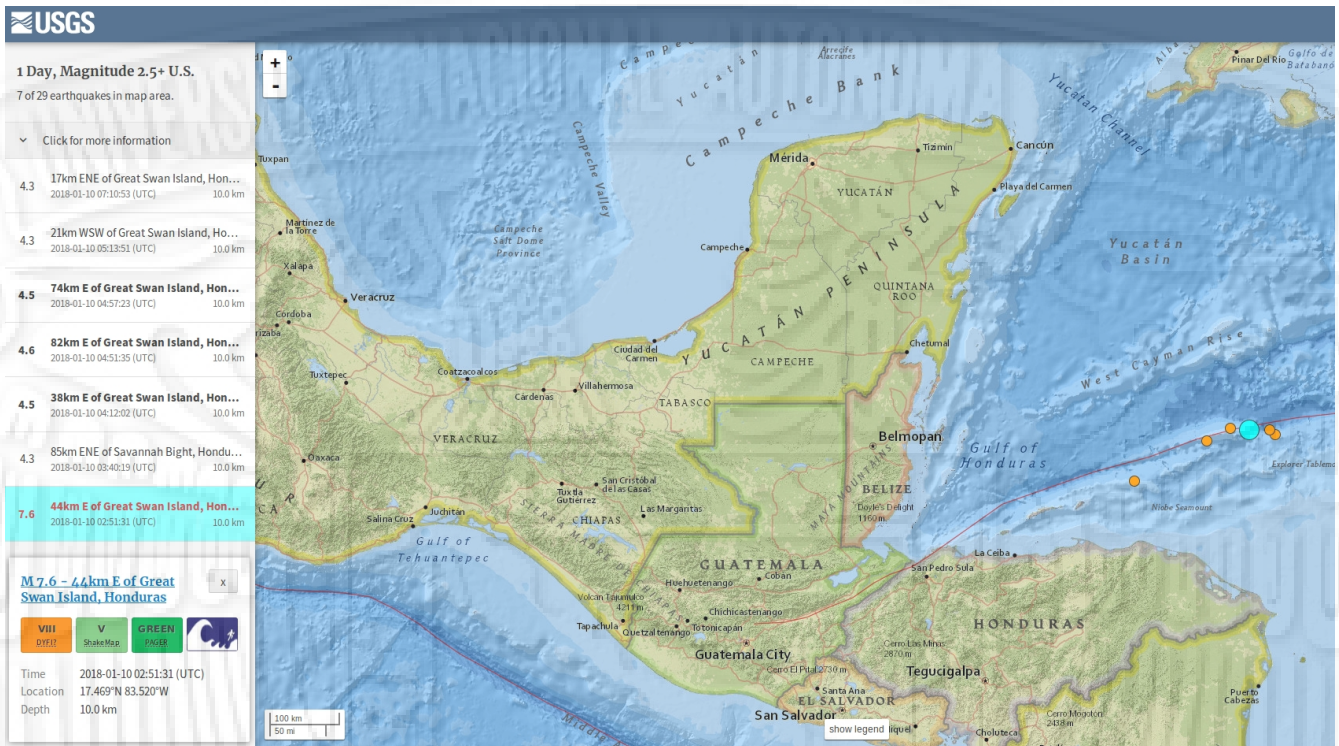 USGS
1 Day, Magnitude 2.5+ U.S.
7 of 29 earthquakes in map area.
Click for more information
4.3
17km ENE of Great Swan Island, Hon...
2018-01-10 07:10:53 (UTC) 10.0 km
4.3
21km WSW of Great Swan Island, Ho...
2018-01-10 05:13:51 (UTC) 10.0 km
4.5
74km E of Great Swan Island, Hon...
2018-01-10 04:57:23 (UTC) 10.0 km
4.6
82km E of Great Swan Island, Hon...
2018-01-10 04:51:35 (UTC) 10.0 km
4.5
38km E of Great Swan Island, Hon...
2018-01-10 04:12:02 (UTC) 10.0 km
4.3
85km ENE of Savannah Bight, Hondu...
2018-01-10 03:40:19 (UTC) 10.0 km
7.6
44km E of Great Swan Island, Hon...
2018-01-10 02:51:31 (UTC) 10.0 km
M 7.6 - 44km E of Great
Swan Island, Honduras
x
VIII
DYFI?
V
ShakeMap
GREEN
PAGER
Time 2018-01-10 02:51:31 (UTC)
Location 17.469°N 83.520°W
Depth 10.0 km
+
-
Arrecife
Alacranes
Campeche Bank
Campeche Valley
Campeche
Salt Dome
Province
Yucatan Channel
Pinar Del Río
Golfo de
Batabanó
Tuxpan
Martínez de
la Torre
Xalapa
Veracruz
Córdoba
rizaba
Tuxtepec
Oaxaca
Coatzacoalcos
Cárdenas
Villahermosa
Ciudad del
Carmen
TABASCO
VERACRUZ
Mérida
Tizimín
Cancún
Playa del Carmen
YUCATÁN
Campeche
YUCATÁN PENINSULA
QUINTANA
ROO
CAMPECHE
Chetumal
Yucatán
Basin
West Cayman Rise
Belmopan
Gulf of
Honduras
BELIZE
MAYA MOUNTAINS
Doyle's Delight
1160 m
Niobe Seamount
Explorer Tablem
Tuxtla
Gutiérrez
San Cristóbal
de las Casas
Las Margaritas
CHIAPAS
SIERRA MADRE DE CHIAPAS
Salina Cruz
Juchitán
Gulf of
Tehuantepec
Volcán Tajumulco
4211 m
Tapachula
GUATEMALA
Huehuetenango
Coban
Chichicastenango
Totonicapán
Quetzaltenango
Guatemala City
Cerro El Pital 2730 m
Santa Ana
EL SALVADOR
San Salvador
San Pedro Sula
La Ceiba
HONDURAS
Cerro Las Minas
2870 m
Tegucigalpa
Cerro Mogotón
2438 m
Choluteca
Puerto
Cabezas
100 km
50 mi
show legend
iquel